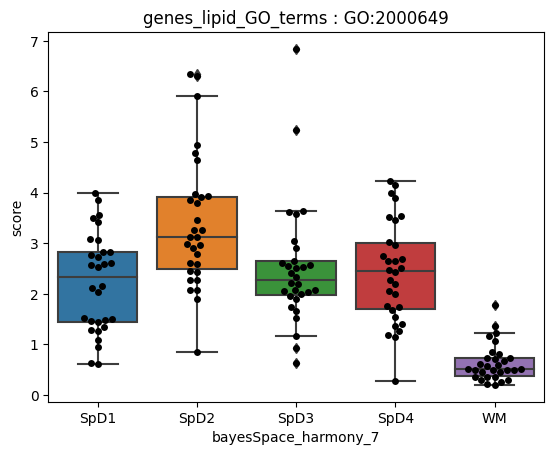 genes_lipid_GO_terms : GO:2000649
7
6
5
4
3
2
1
0
score
SpD1 SpD2 SpD3 SpD4 WM
bayesSpace_harmony_7